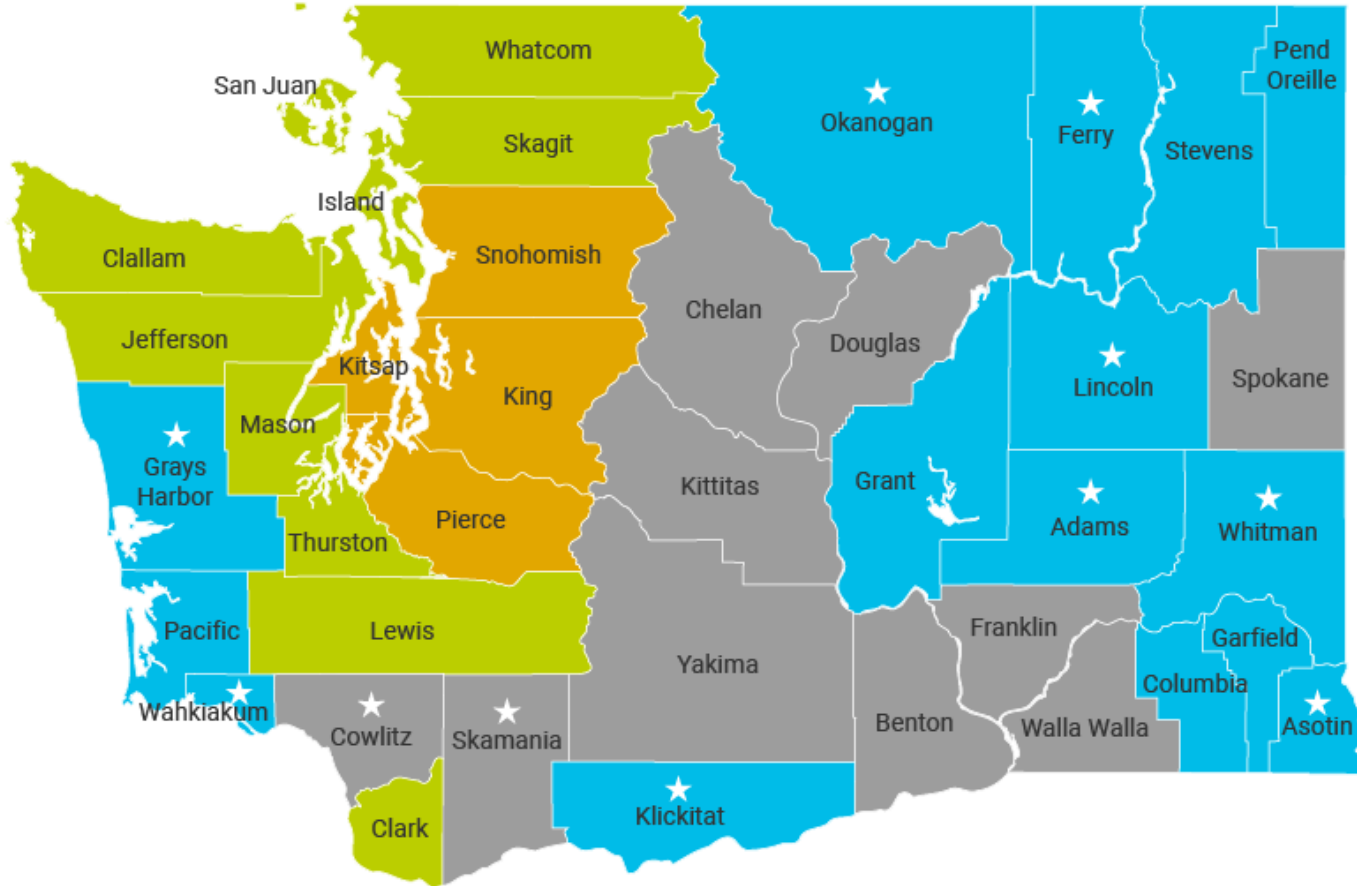 Whatcom
Pend
Oreille
San Juan
Okanogan
Ferry
Skagit
Stevens
Island
Snohomish
Clallam
Chelan
Jefferson
Douglas
Kitsap
Spokane
Lincoln
King
Mason
Grays
Harbor
Kittitas
Grant
Pierce
Adams
Whitman
Thurston
Pacific
Lewis
Franklin
Garfield
Yakima
Columbia
Wahkiakum
Cowlitz
Skamania
Benton
Walla Walla
Asotin
Klickitat
Clark